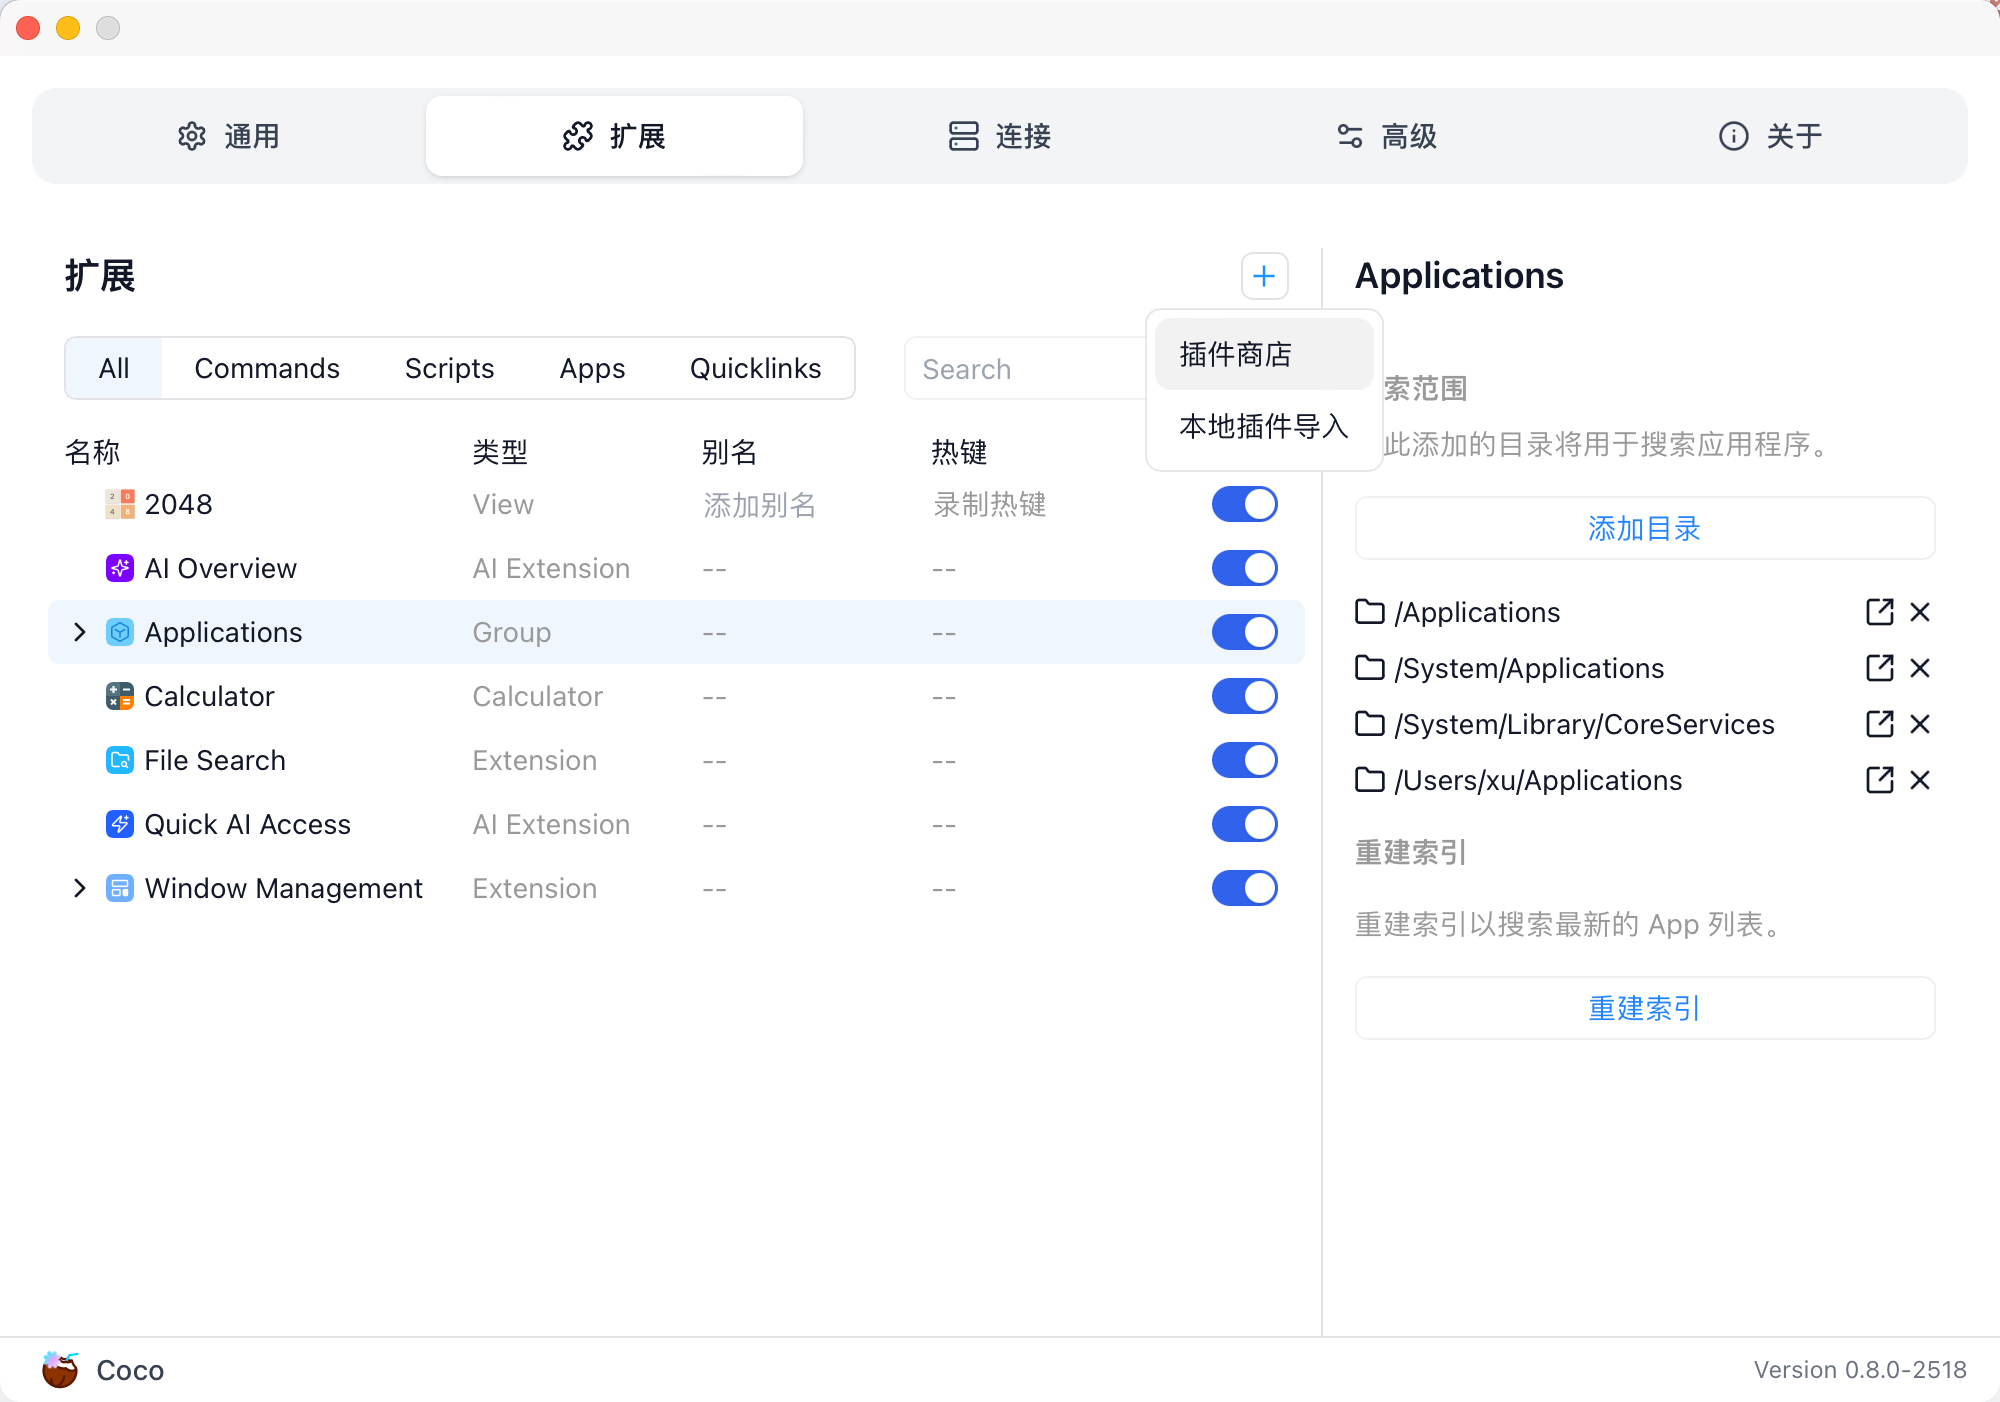 通用
扩展
连接
高级
关于
扩展
All
Commands
Scripts
Apps
Quicklinks
Search
插件商店
本地插件导入
名称
类型
别名
热键
2048
View
添加别名
录制热键
AI Overview
AI Extension
--
--
Applications
Group
--
--
Calculator
Calculator
--
--
File Search
Extension
--
--
Quick AI Access
AI Extension
--
--
Window Management
Extension
--
--
Applications
索范围
此添加的目录将用于搜索应用程序。
添加目录
/Applications
/System/Applications
/System/Library/CoreServices
/Users/xu/Applications
重建索引
重建索引以搜索最新的 App 列表。
重建索引
Coco
Version 0.8.0-2518